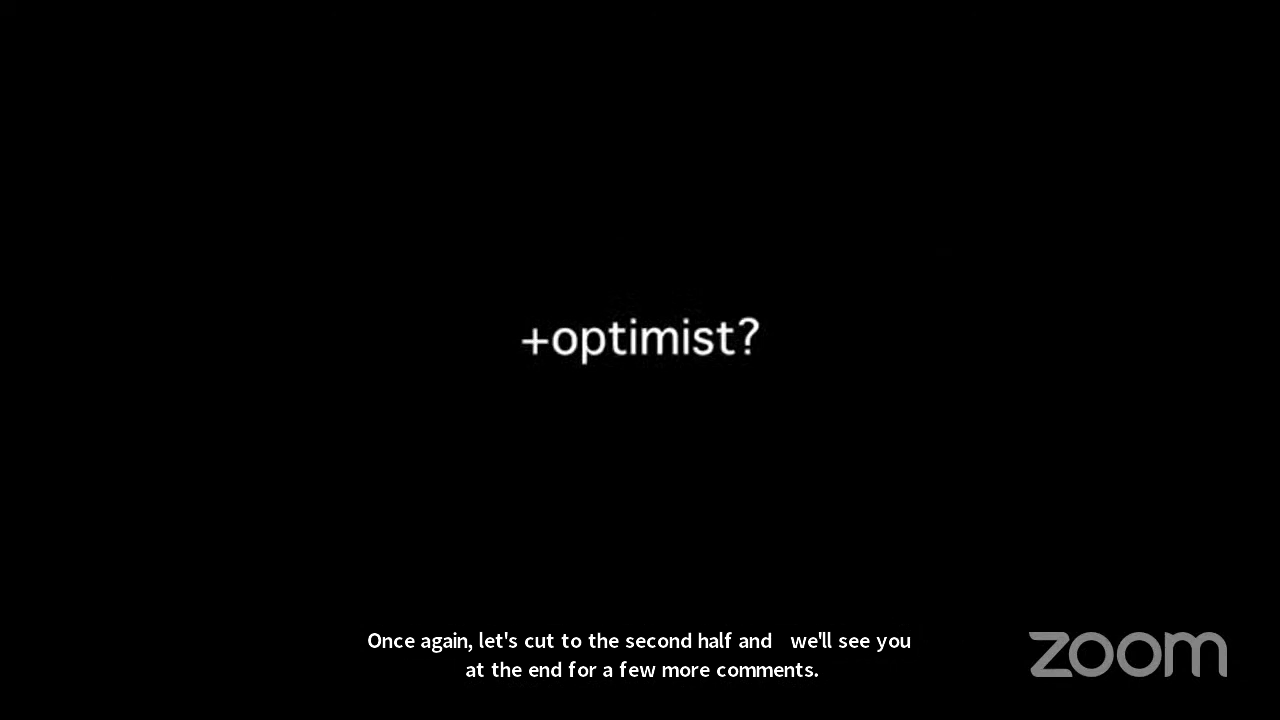 +optimist?
Once again, let's cut to the second half and we'll see you
at the end for a few more comments.
zoom